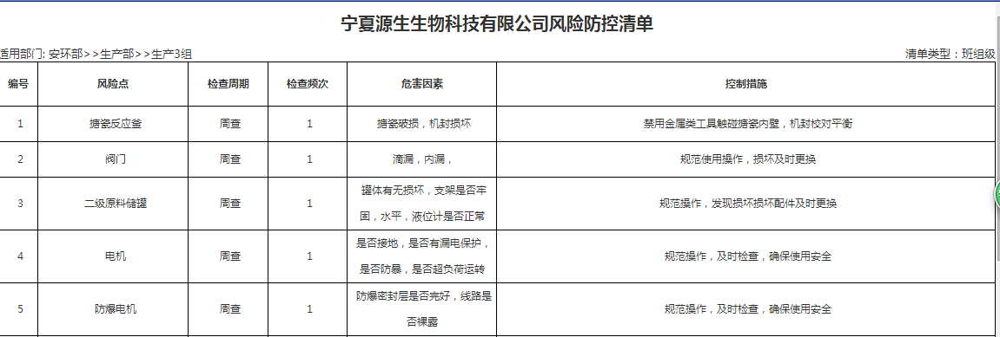 宁夏源生生物科技有限公司风险防控清单
适用部门: 安环部>>生产部>>生产3组 清单类型：班组级
编号 风险点 检查周期 检查频次 危害因素 控制措施
1 搪瓷反应釜 周查 1 搪瓷破损，机封损坏 禁用金属类工具触碰搪瓷内壁，机封校对平衡
2 阀门 周查 1 滴漏，内漏， 规范使用操作，损坏及时更换
3 二级原料储罐 周查 1 罐体有无损坏，支架是否牢
固，水平，液位计是否正常 规范操作，发现损坏损坏配件及时更换
4 电机 周查 1 是否接地，是否有漏电保护，
是否防暴，是否超负荷运转 规范操作，及时检查，确保使用安全
5 防爆电机 周查 1 防爆密封层是否完好，线路是
否裸露 规范操作，及时检查，确保使用安全